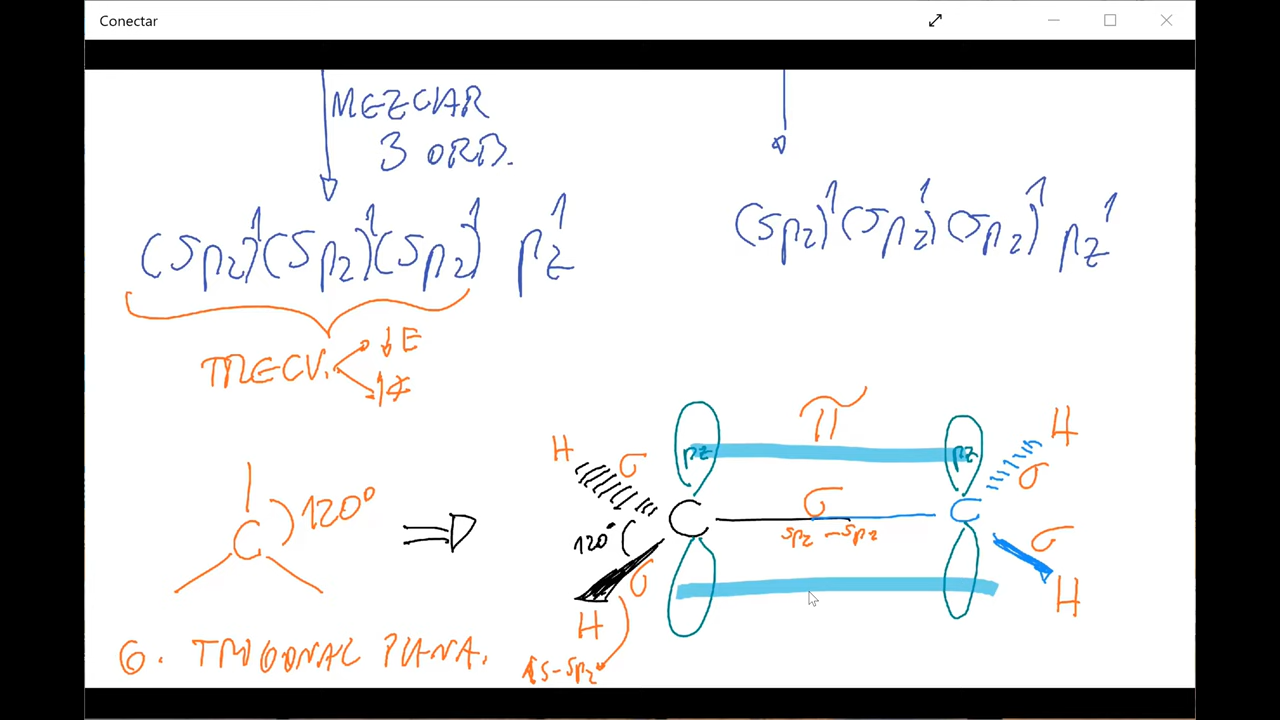 Conectar
MEZCLAR
3 ORB.
(sp2)¹(sp2)¹(sp2)¹ pz¹
(sp2)¹(sp2)¹(sp2)¹ pz¹
↓E
↑∡
π
H σ pz pz σ H
120°
C
120° C σ C
sp2-sp2
σ H σ H
G. TRIGONAL PLANA.
1s-sp2